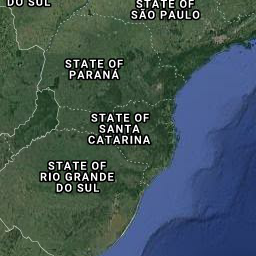 DO SUL
STATE OF
SÃO PAULO
STATE OF
PARANÁ
STATE OF
SANTA
CATARINA
STATE OF
RIO GRANDE
DO SUL